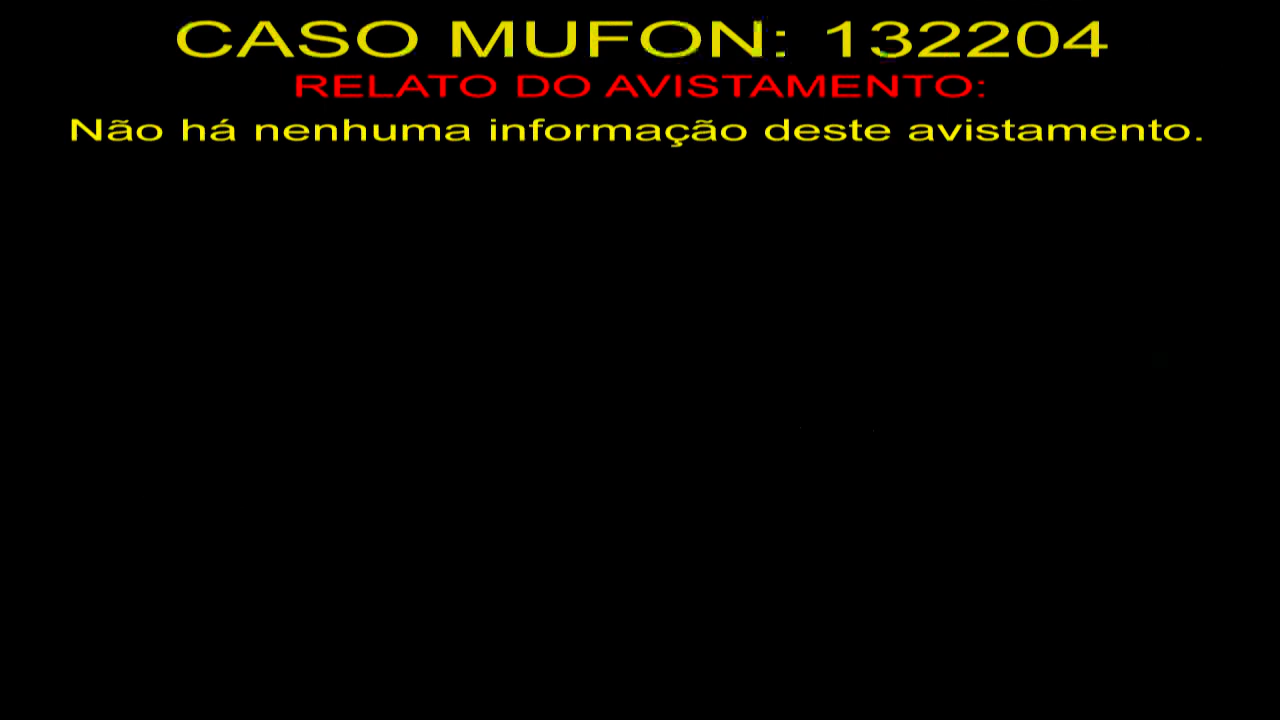 CASO MUFON: 132204
RELATO DO AVISTAMENTO:
Não há nenhuma informação deste avistamento.